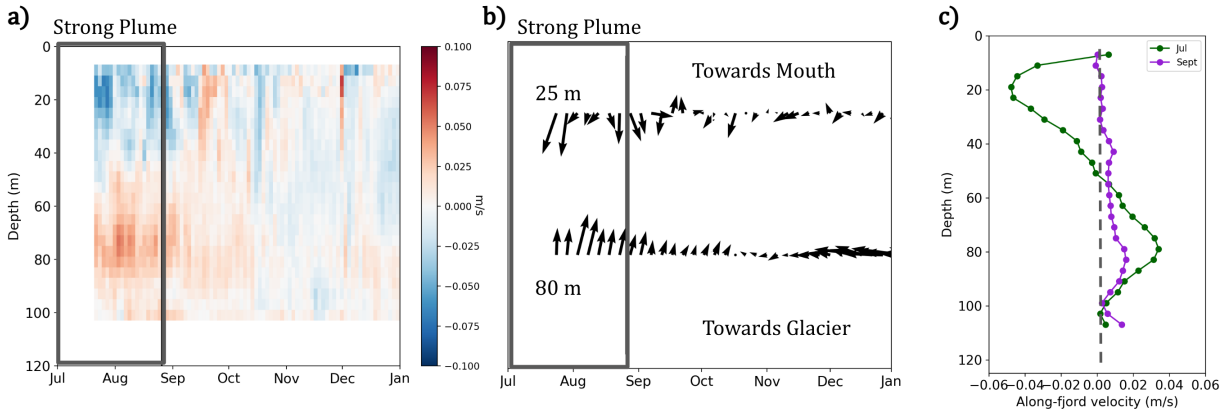 a)
Strong Plume
0
20
40
60
80
100
120
Depth (m)
Jul
Aug
Sep
Oct
Nov
Dec
Jan
0.100
0.075
0.050
0.025
0.000
−0.025
−0.050
−0.075
−0.100
m/s
b)
Strong Plume
25 m
Towards Mouth
80 m
Towards Glacier
Jul
Aug
Sep
Oct
Nov
Dec
Jan
c)
Jul
Sept
0
20
40
60
80
100
120
Depth (m)
−0.06
−0.04
−0.02
0.00
0.02
0.04
0.06
Along-fjord velocity (m/s)